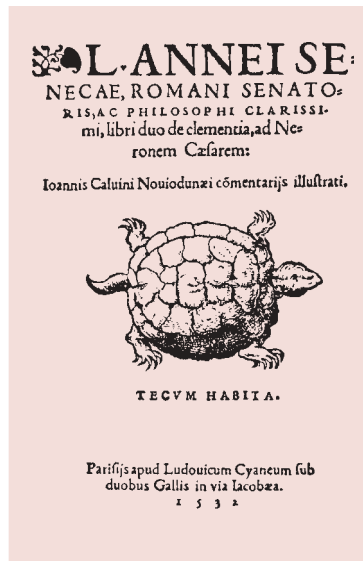 L. ANNEI SE⸗
NECAE, ROMANI SENATO⸗
RIS, AC PHILOSOPHI CLARISSI⸗
mi, libri duo de clementia, ad Ne⸗
ronem Cæſarem:
Ioannis Caluini Nouiodunæi cōmentarijs illuſtrati.
TECVM HABITA.
Pariſijs apud Ludouicum Cyaneum ſub
duobus Gallis in via Iacobæa.
1532